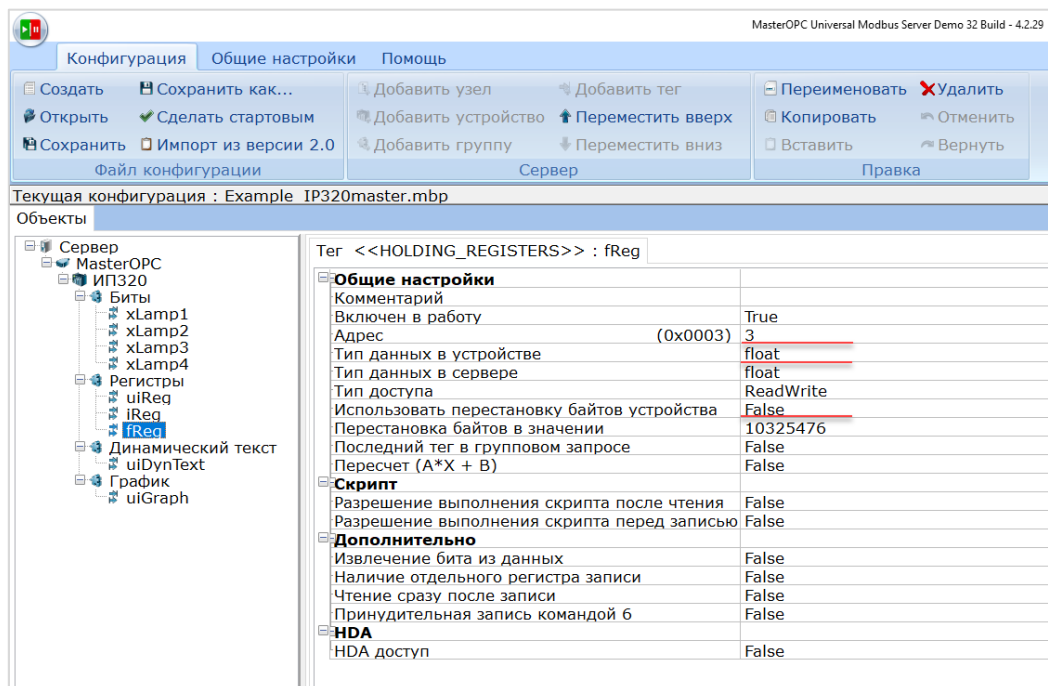 MasterOPC Universal Modbus Server Demo 32 Build - 4.2.29
Конфигурация Общие настройки Помощь
Создать Сохранить как... Добавить узел Добавить тег Переименовать Удалить
Открыть Сделать стартовым Добавить устройство Переместить вверх Копировать Отменить
Сохранить Импорт из версии 2.0 Добавить группу Переместить вниз Вставить Вернуть
Файл конфигурации Сервер Правка
Текущая конфигурация : Example IP320master.mbp
Объекты
Сервер
MasterOPC
ИП320
Биты
xLamp1
xLamp2
xLamp3
xLamp4
Регистры
uiReg
iReg
fReg
Динамический текст
uiDynText
График
uiGraph
Тег <<HOLDING_REGISTERS>> : fReg
Общие настройки
Комментарий
Включен в работу True
Адрес (0x0003) 3
Тип данных в устройстве float
Тип данных в сервере float
Тип доступа ReadWrite
Использовать перестановку байтов устройства False
Перестановка байтов в значении 10325476
Последний тег в групповом запросе False
Пересчет (A*X + B) False
Скрипт
Разрешение выполнения скрипта после чтения False
Разрешение выполнения скрипта перед записью False
Дополнительно
Извлечение бита из данных False
Наличие отдельного регистра записи False
Чтение сразу после записи False
Принудительная запись командой 6 False
HDA
HDA доступ False